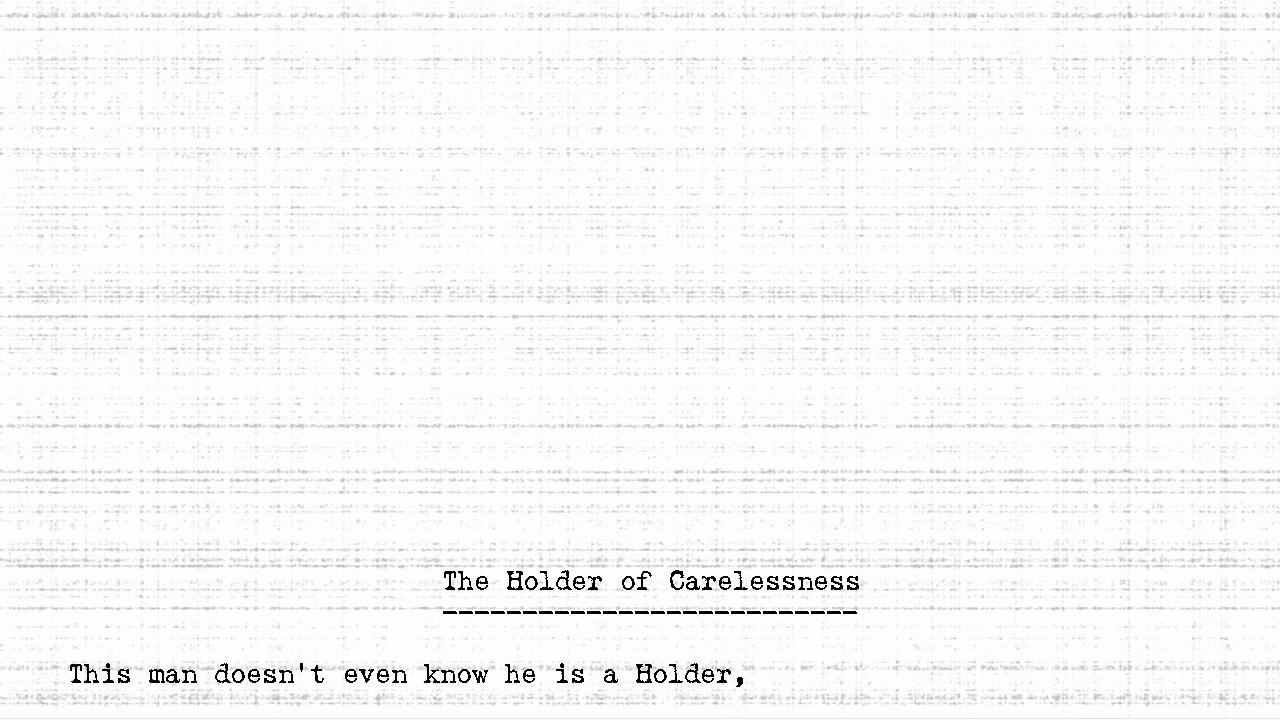 The Holder of Carelessness
--------------------------
This man doesn't even know he is a Holder,